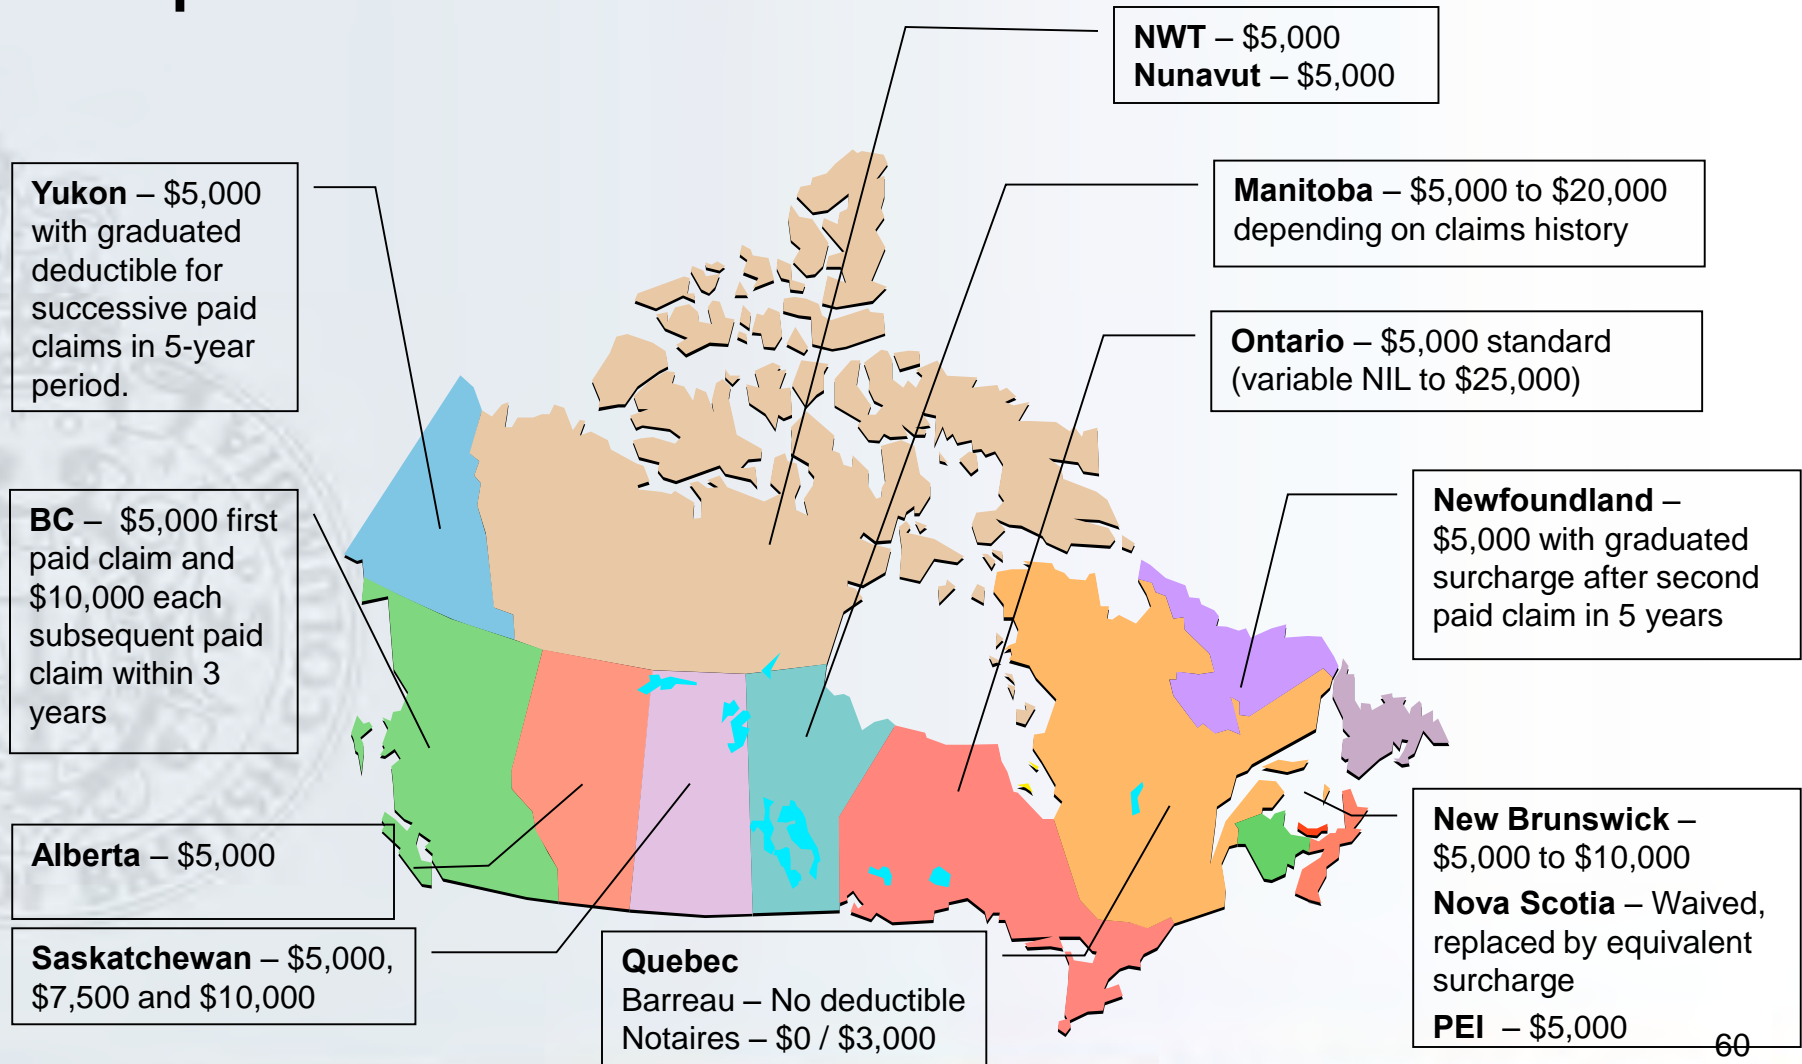 NWT – $5,000
Nunavut – $5,000
Yukon – $5,000
with graduated
deductible for
successive paid
claims in 5-year
period.
Manitoba – $5,000 to $20,000
depending on claims history
Ontario – $5,000 standard
(variable NIL to $25,000)
BC – $5,000 first
paid claim and
$10,000 each
subsequent paid
claim within 3
years
Newfoundland –
$5,000 with graduated
surcharge after second
paid claim in 5 years
Alberta – $5,000
Saskatchewan – $5,000,
$7,500 and $10,000
Quebec
Barreau – No deductible
Notaires – $0 / $3,000
New Brunswick –
$5,000 to $10,000
Nova Scotia – Waived,
replaced by equivalent
surcharge
PEI – $5,000
60